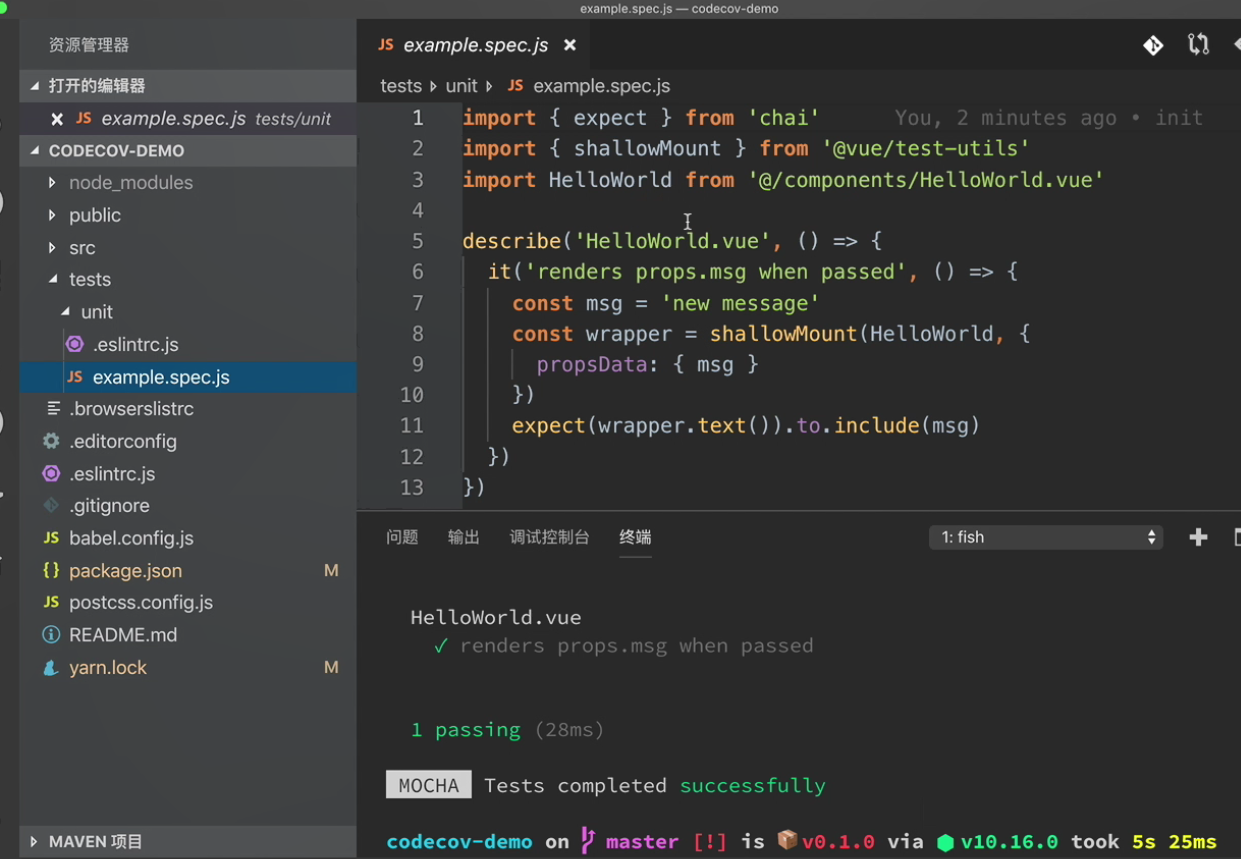 example.spec.js — codecov-demo
资源管理器
打开的编辑器
JS example.spec.js tests/unit
CODECOV-DEMO
node_modules
public
src
tests
unit
.eslintrc.js
JS example.spec.js
.browserslistrc
.editorconfig
.eslintrc.js
.gitignore
JS babel.config.js
{} package.json M
JS postcss.config.js
README.md
yarn.lock M
MAVEN 项目
JS example.spec.js
tests unit JS example.spec.js
1 import { expect } from 'chai' You, 2 minutes ago • init
2 import { shallowMount } from '@vue/test-utils'
3 import HelloWorld from '@/components/HelloWorld.vue'
4
5 describe('HelloWorld.vue', () => {
6 it('renders props.msg when passed', () => {
7 const msg = 'new message'
8 const wrapper = shallowMount(HelloWorld, {
9 propsData: { msg }
10 })
11 expect(wrapper.text()).to.include(msg)
12 })
13 })
问题 输出 调试控制台 终端 1: fish
HelloWorld.vue
✓ renders props.msg when passed
1 passing (28ms)
MOCHA Tests completed successfully
codecov-demo on master [!] is 📦v0.1.0 via ⬢ v10.16.0 took 5s 25ms